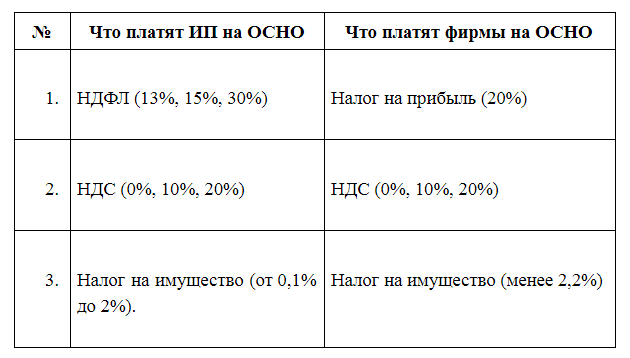 № Что платят ИП на ОСНО Что платят фирмы на ОСНО
1. НДФЛ (13%, 15%, 30%) Налог на прибыль (20%)
2. НДС (0%, 10%, 20%) НДС (0%, 10%, 20%)
3. Налог на имущество (от 0,1% Налог на имущество (менее 2,2%)
до 2%).